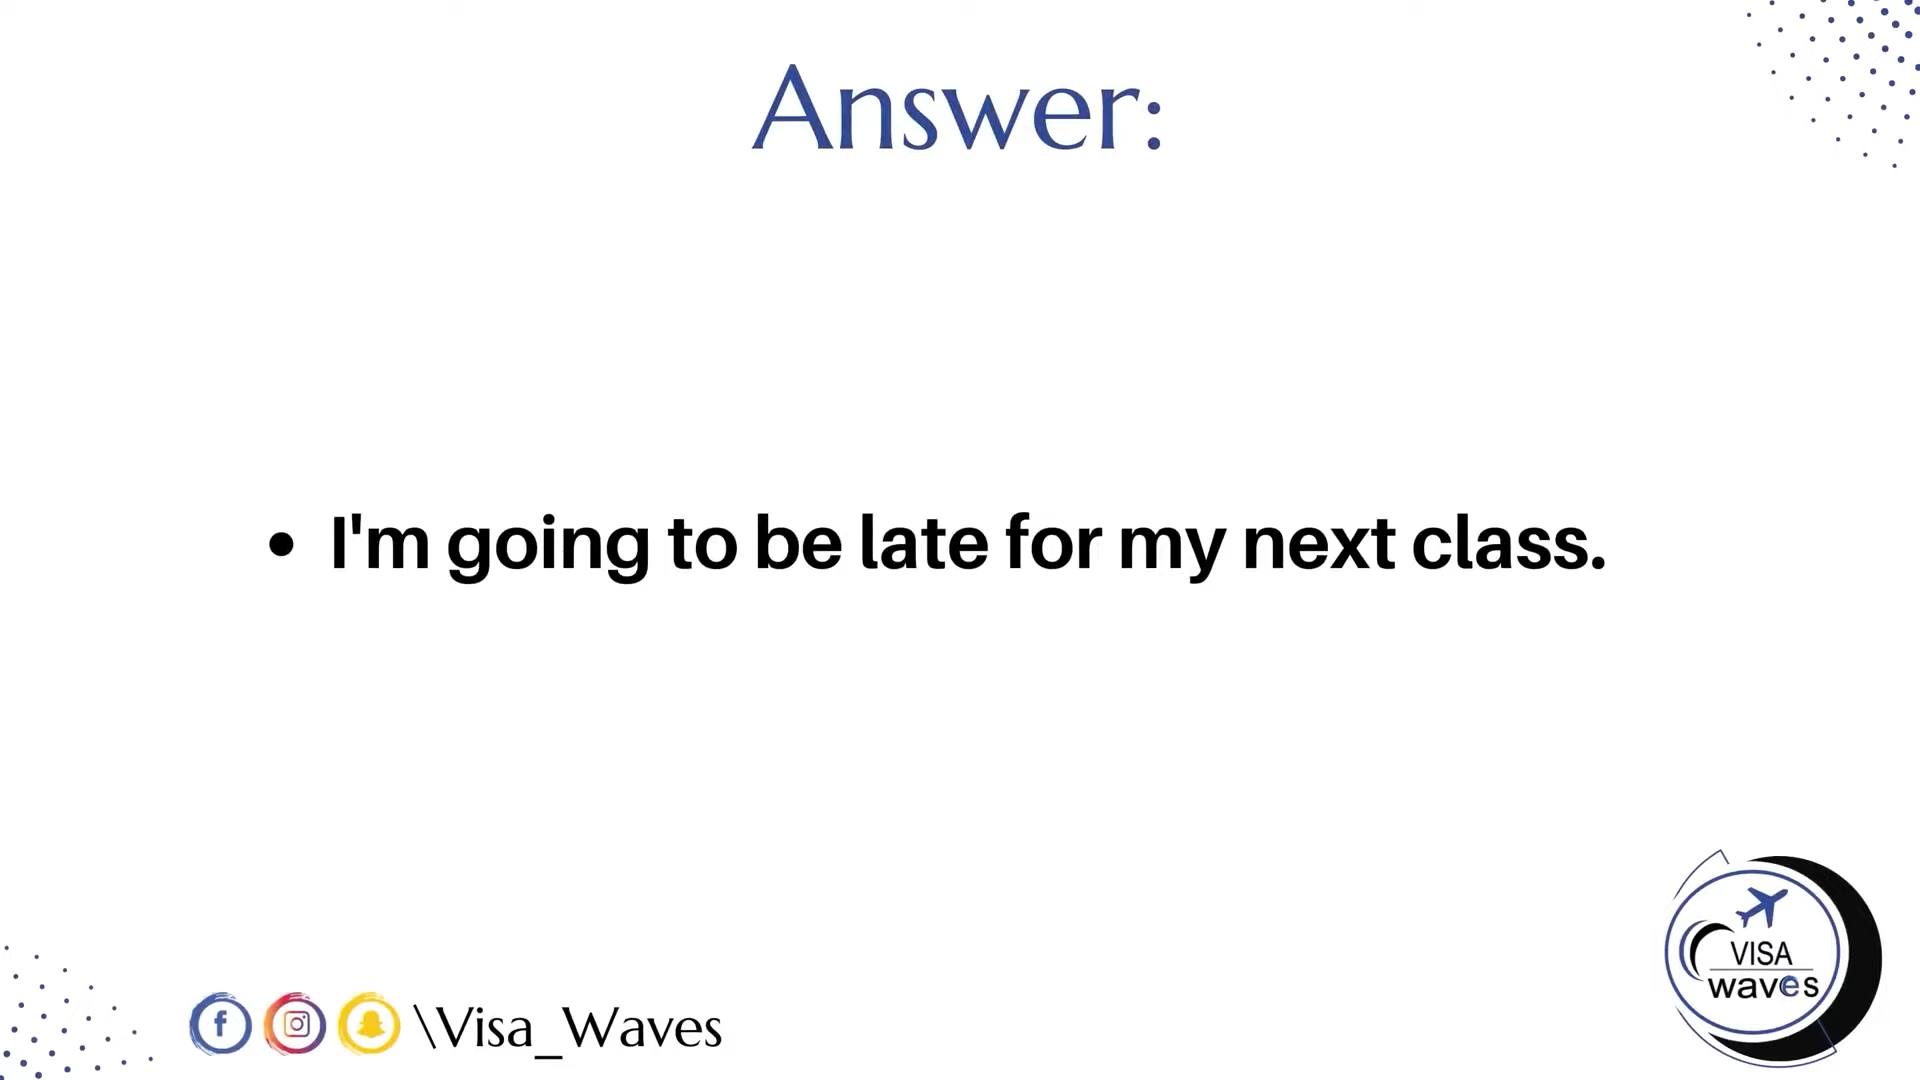 Answer:
• I'm going to be late for my next class.
VISA
waves
\Visa_Waves